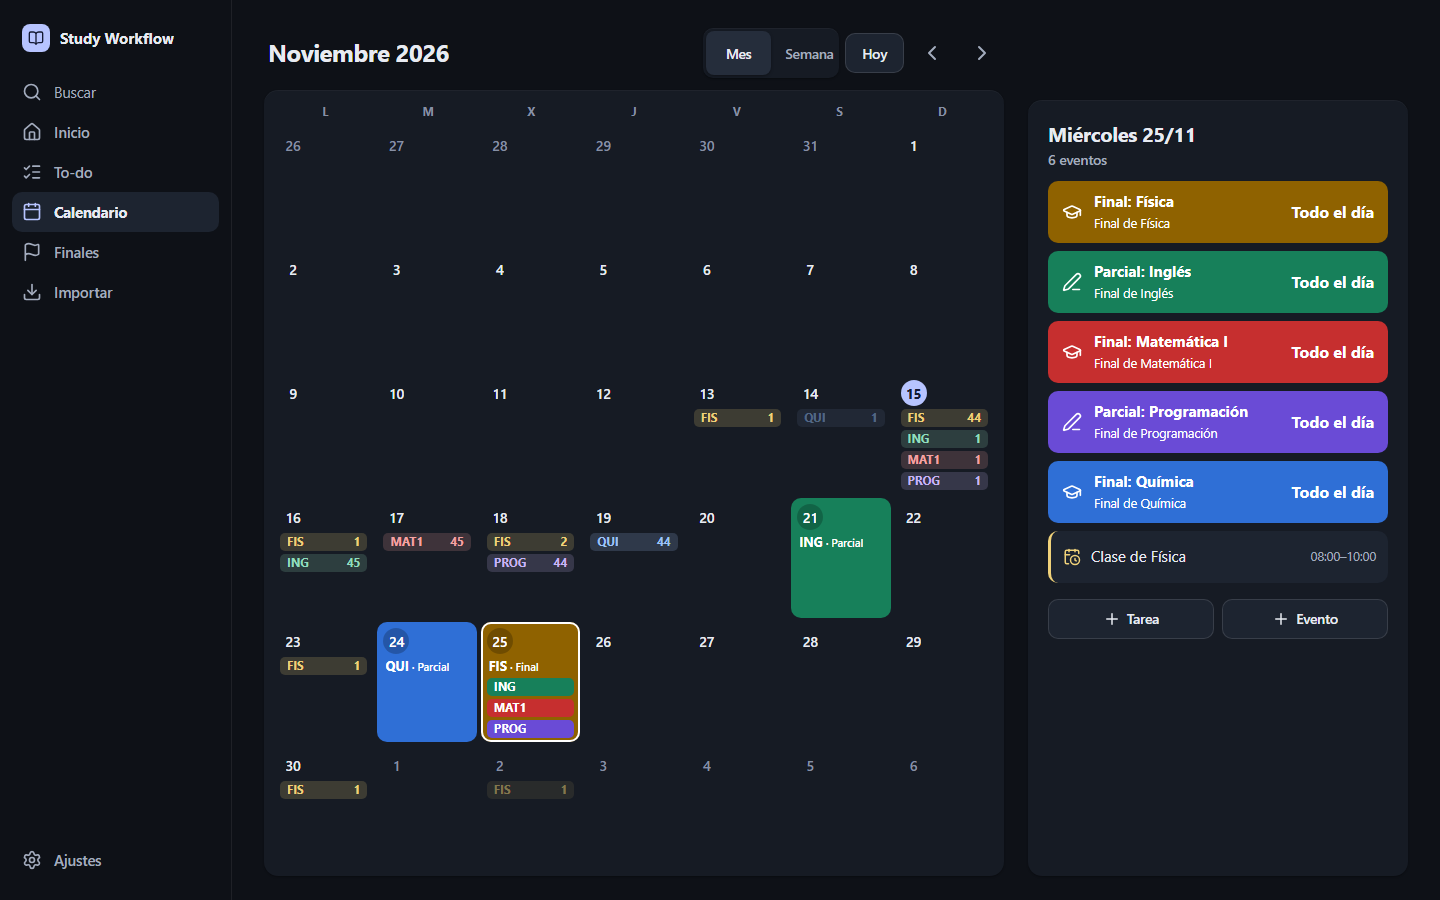 Study Workflow
Buscar
Inicio
To-do
Calendario
Finales
Importar
Ajustes
Noviembre 2026
Mes Semana Hoy
L M X J V S D
26 27 28 29 30 31 1
2 3 4 5 6 7 8
9 10 11 12 13 14 15
FIS 1 QUI 1 FIS 44
ING 1
MAT1 1
PROG 1
16 17 18 19 20 21 22
FIS 1 MAT1 45 FIS 2 QUI 44 ING · Parcial
ING 45 PROG 44
23 24 25 26 27 28 29
FIS 1 QUI · Parcial FIS · Final
ING
MAT1
PROG
30 1 2 3 4 5 6
FIS 1 FIS 1
Miércoles 25/11
6 eventos
Final: Física
Final de Física
Todo el día
Parcial: Inglés
Final de Inglés
Todo el día
Final: Matemática I
Final de Matemática I
Todo el día
Parcial: Programación
Final de Programación
Todo el día
Final: Química
Final de Química
Todo el día
Clase de Física 08:00–10:00
+ Tarea + Evento